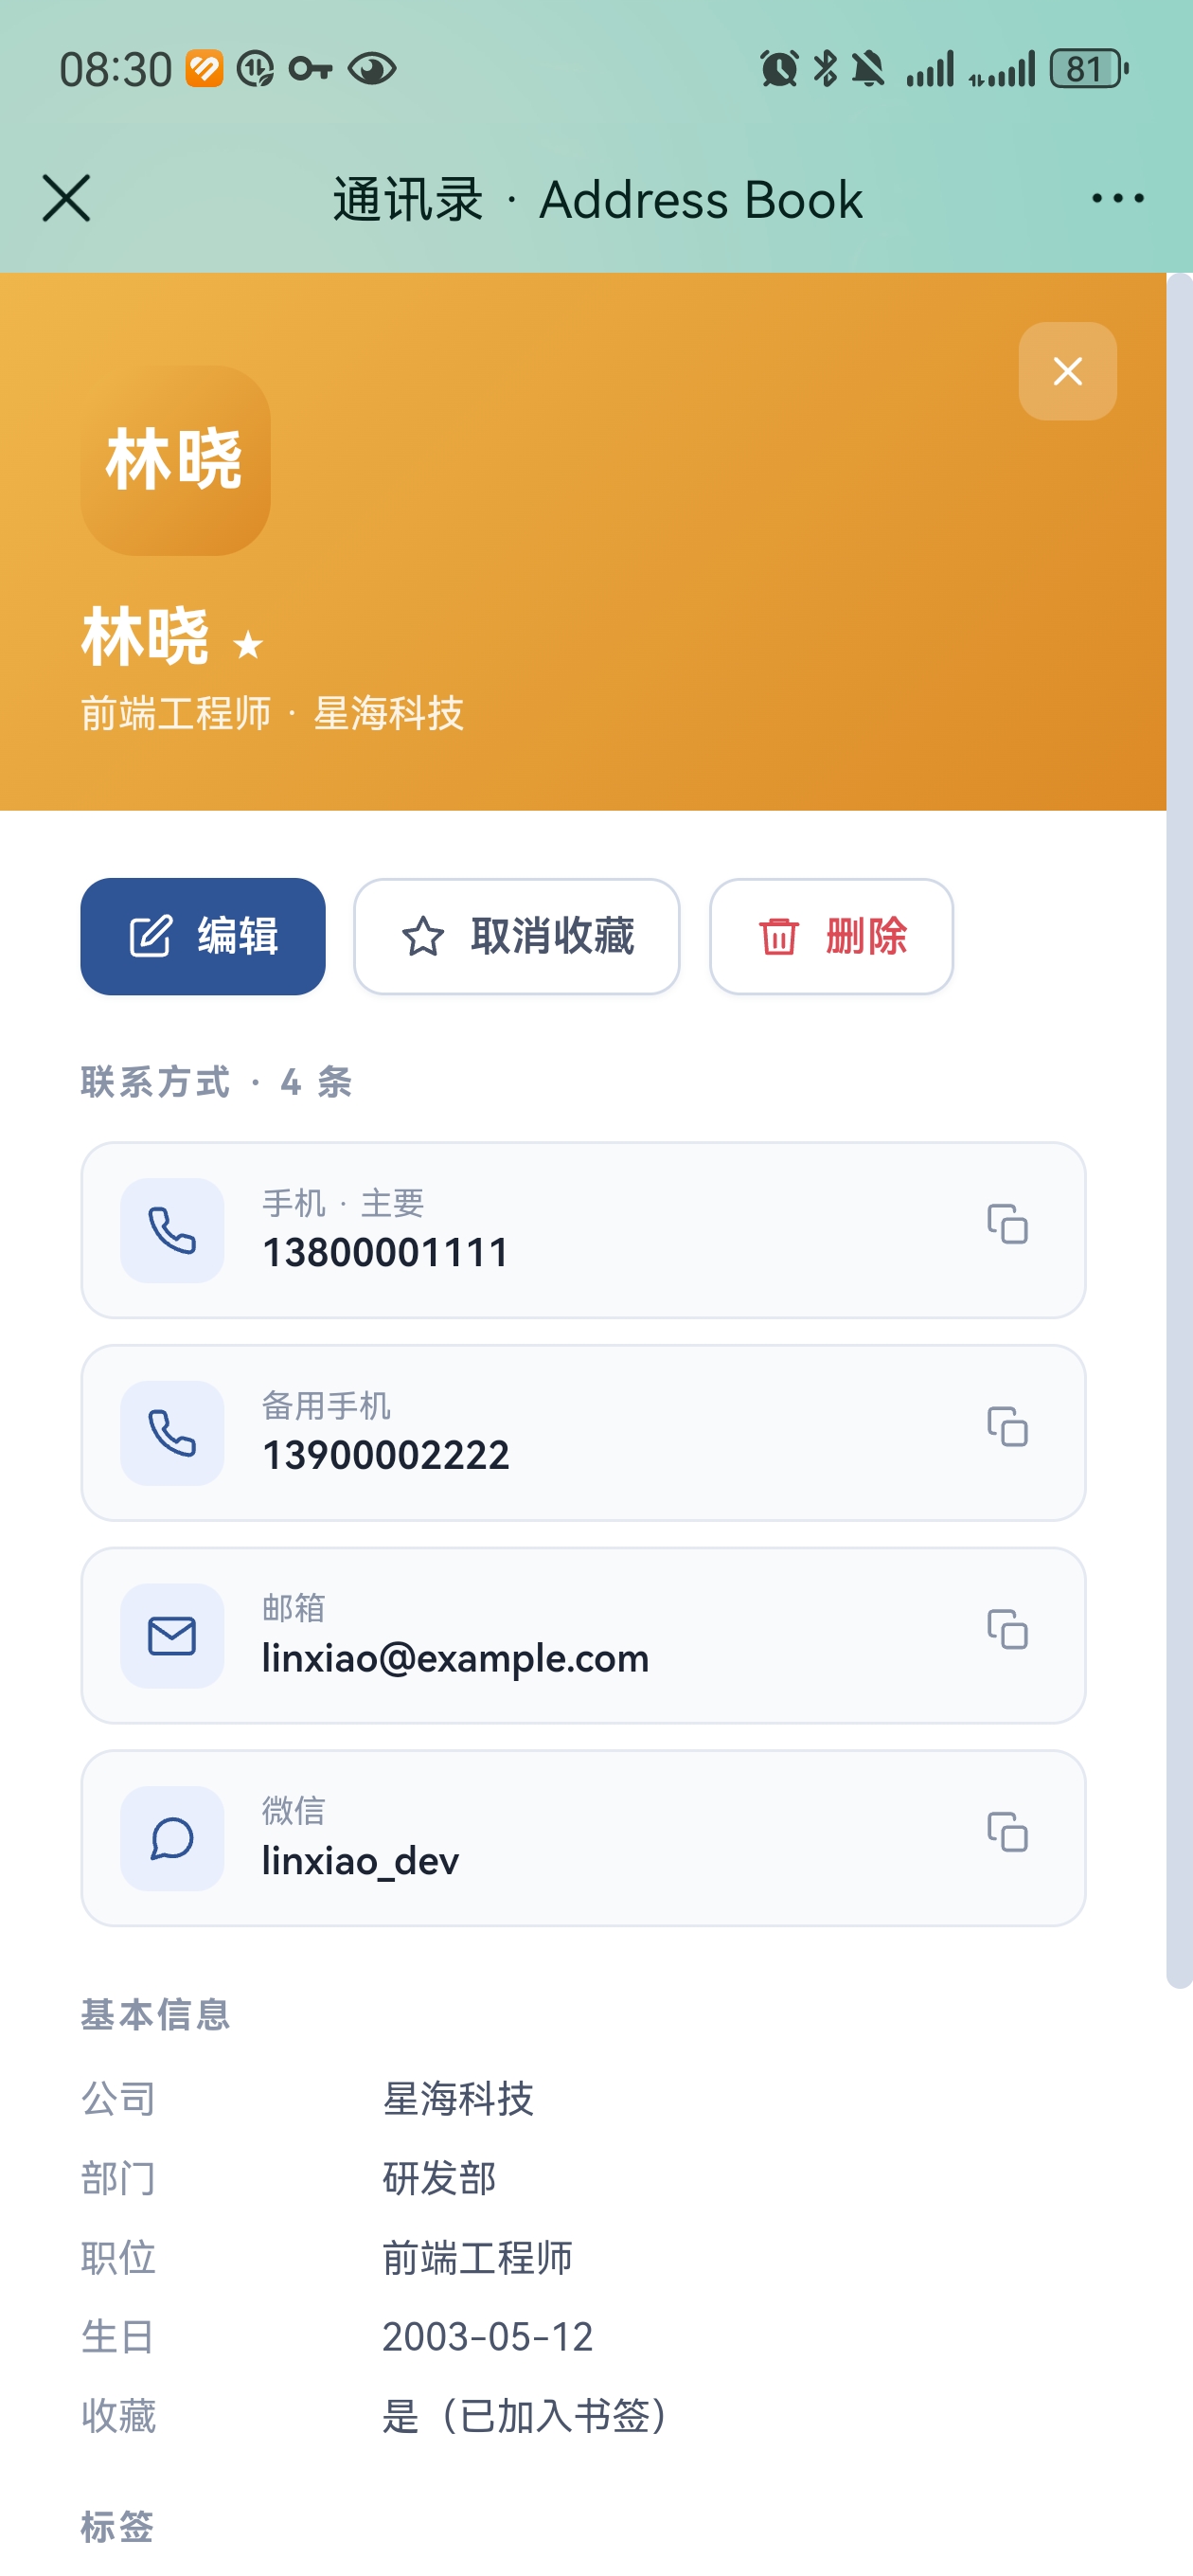 08:30
81
通讯录 · Address Book
林晓
林晓 ★
前端工程师 · 星海科技
编辑 取消收藏 删除
联系方式 · 4 条
手机 · 主要
13800001111
备用手机
13900002222
邮箱
linxiao@example.com
微信
linxiao_dev
基本信息
公司 星海科技
部门 研发部
职位 前端工程师
生日 2003-05-12
收藏 是（已加入书签）
标签